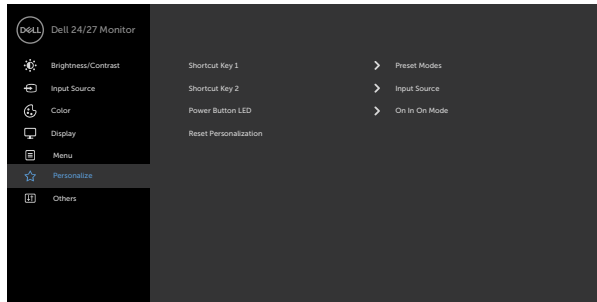 DELL Dell 24/27 Monitor
Brightness/Contrast Shortcut Key 1 Preset Modes
Input Source Shortcut Key 2 Input Source
Color Power Button LED On In On Mode
Display Reset Personalization
Menu
Personalize
Others